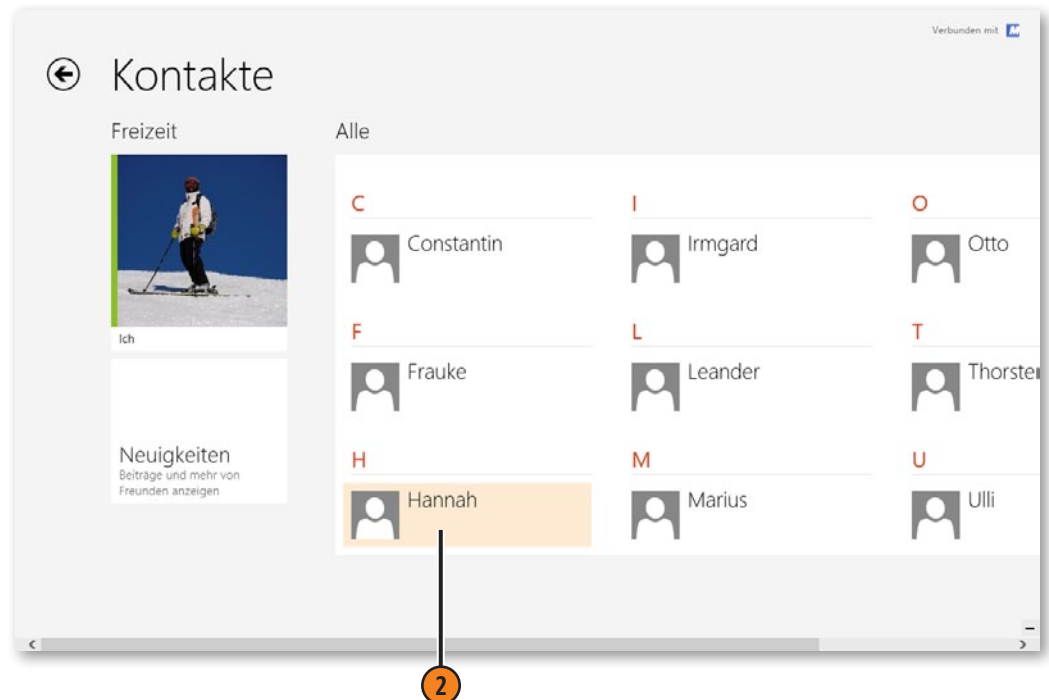 Verbunden mit
Kontakte
Freizeit
Alle
Ich
Neuigkeiten
Beiträge und mehr von
Freunden anzeigen
C
Constantin
F
Frauke
H
Hannah
I
Irmgard
L
Leander
M
Marius
O
Otto
T
Thorsten
U
Ulli
2